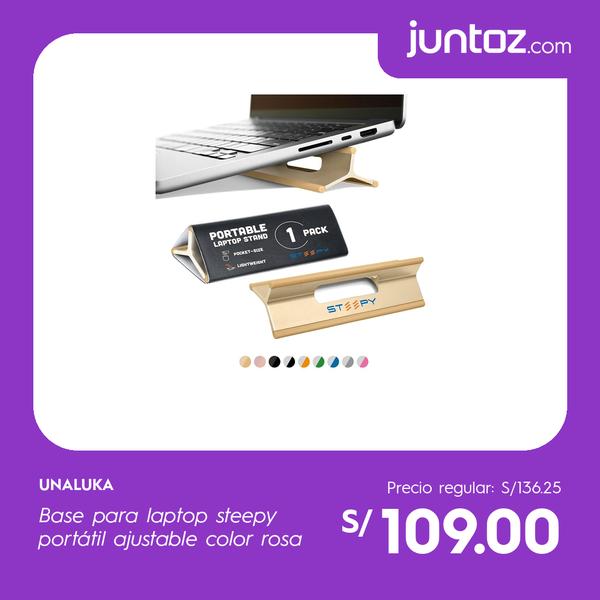 juntoz.com
PORTABLE
LAPTOP STAND
1 PACK
POCKET-SIZE
LIGHTWEIGHT
STEEPY
STEEPY
UNALUKA
Base para laptop steepy
portátil ajustable color rosa
Precio regular: S/136.25
S/109.00